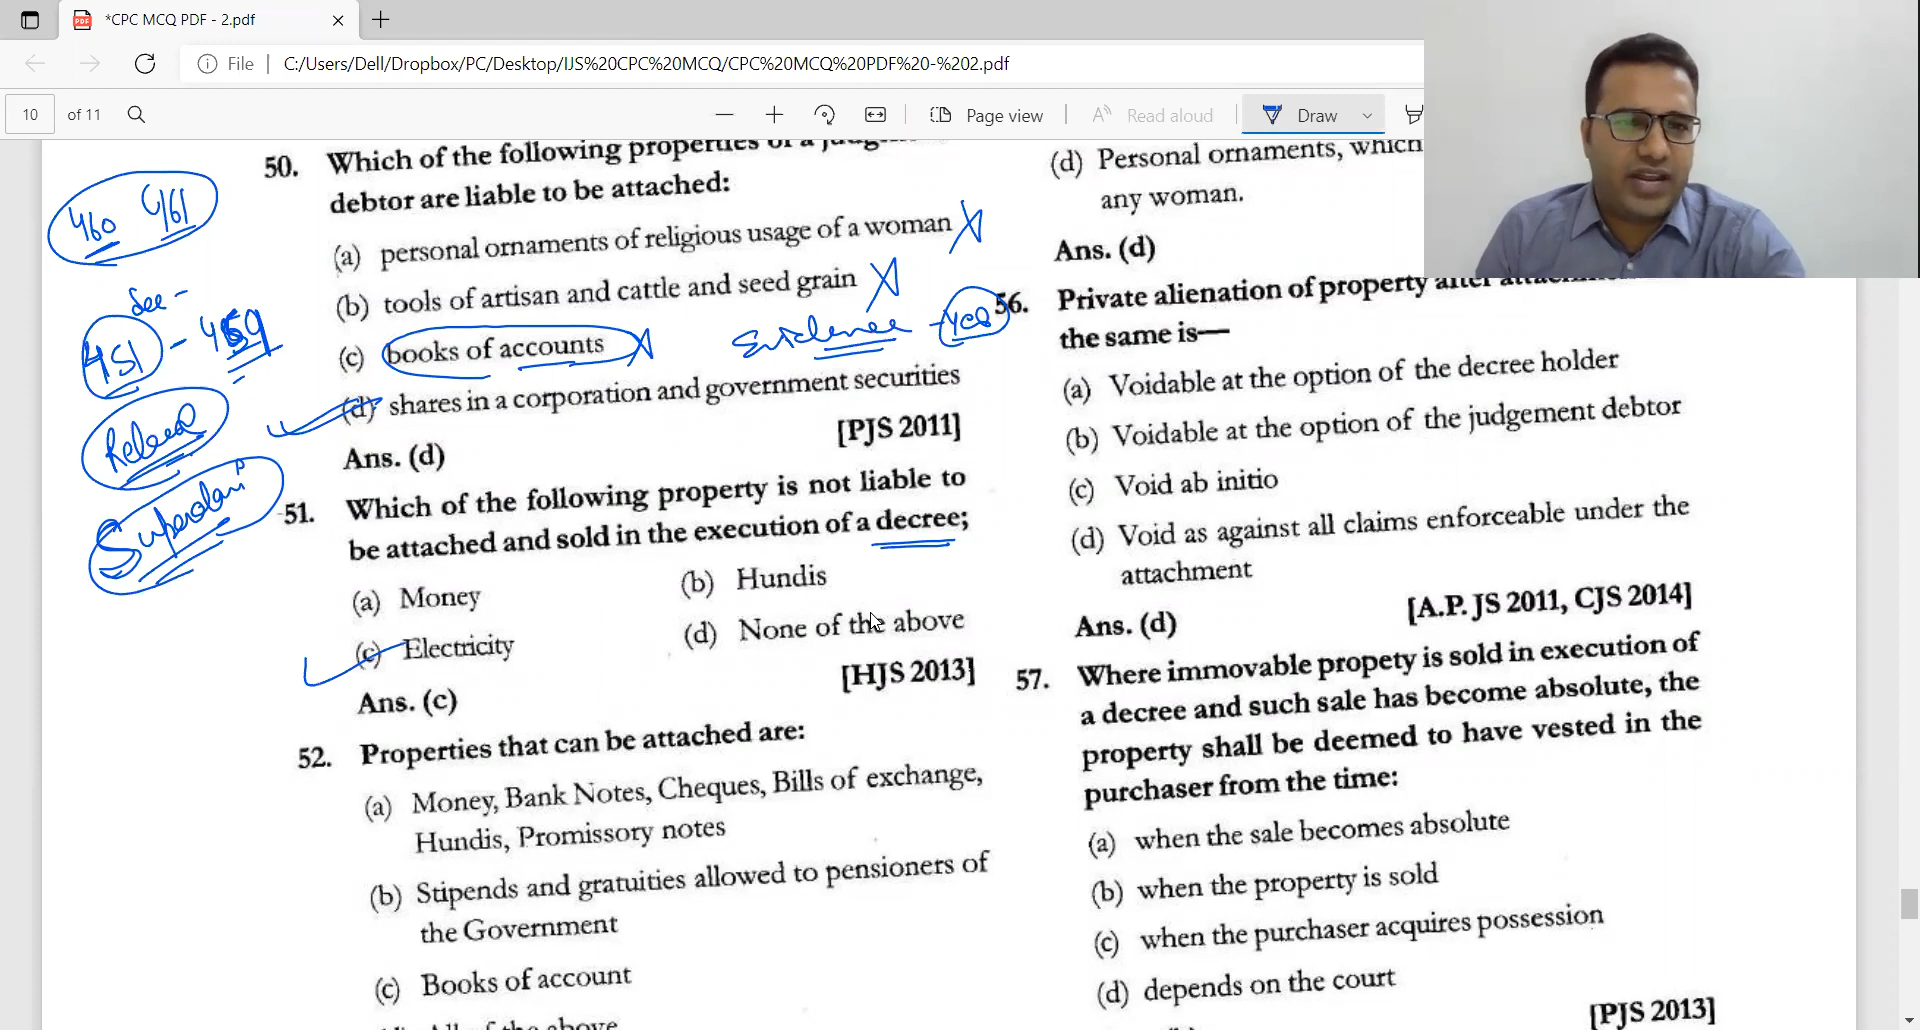 *CPC MCQ PDF - 2.pdf
File
C:/Users/Dell/Dropbox/PC/Desktop/IJS%20CPC%20MCQ/CPC%20MCQ%20PDF%20-%202.pdf
10 of 11
Page view
Read aloud
Draw
460 461
See -
451 - 459
50. Which of the following properties of a
debtor are liable to be attached:
(a) personal ornaments of religious usage of a woman
(b) tools of artisan and cattle and seed grain
Evidence - Yes
(c) books of accounts
(d) shares in a corporation and government securities
[PJS 2011]
Ans. (d)
51. Which of the following property is not liable to
be attached and sold in the execution of a decree;
(a) Money (b) Hundis
(c) Electricity (d) None of the above
[HJS 2013]
Ans. (c)
52. Properties that can be attached are:
(a) Money, Bank Notes, Cheques, Bills of exchange,
Hundis, Promissory notes
(b) Stipends and gratuities allowed to pensioners of
the Government
(c) Books of account
All of the above
(d) Personal ornaments, which
any woman.
Ans. (d)
56. Private alienation of property after
the same is—
(a) Voidable at the option of the decree holder
(b) Voidable at the option of the judgement debtor
(c) Void ab initio
(d) Void as against all claims enforceable under the
attachment
[A.P. JS 2011, CJS 2014]
Ans. (d)
57. Where immovable propety is sold in execution of
a decree and such sale has become absolute, the
property shall be deemed to have vested in the
purchaser from the time:
(a) when the sale becomes absolute
(b) when the property is sold
(c) when the purchaser acquires possession
(d) depends on the court
[PJS 2013]